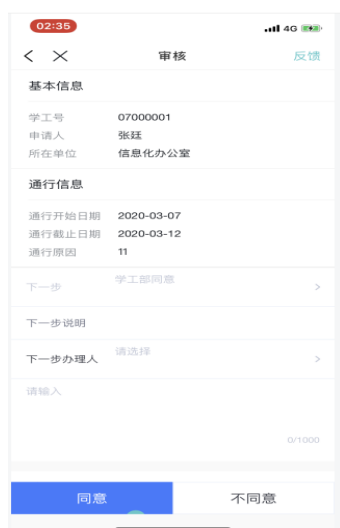 02:35 4G
审核 反馈
基本信息
学工号 07000001
申请人 张廷
所在单位 信息化办公室
通行信息
通行开始日期 2020-03-07
通行截止日期 2020-03-12
通行原因 11
下一步 学工部同意
下一步说明
下一步办理人 请选择
请输入
0/1000
同意 不同意